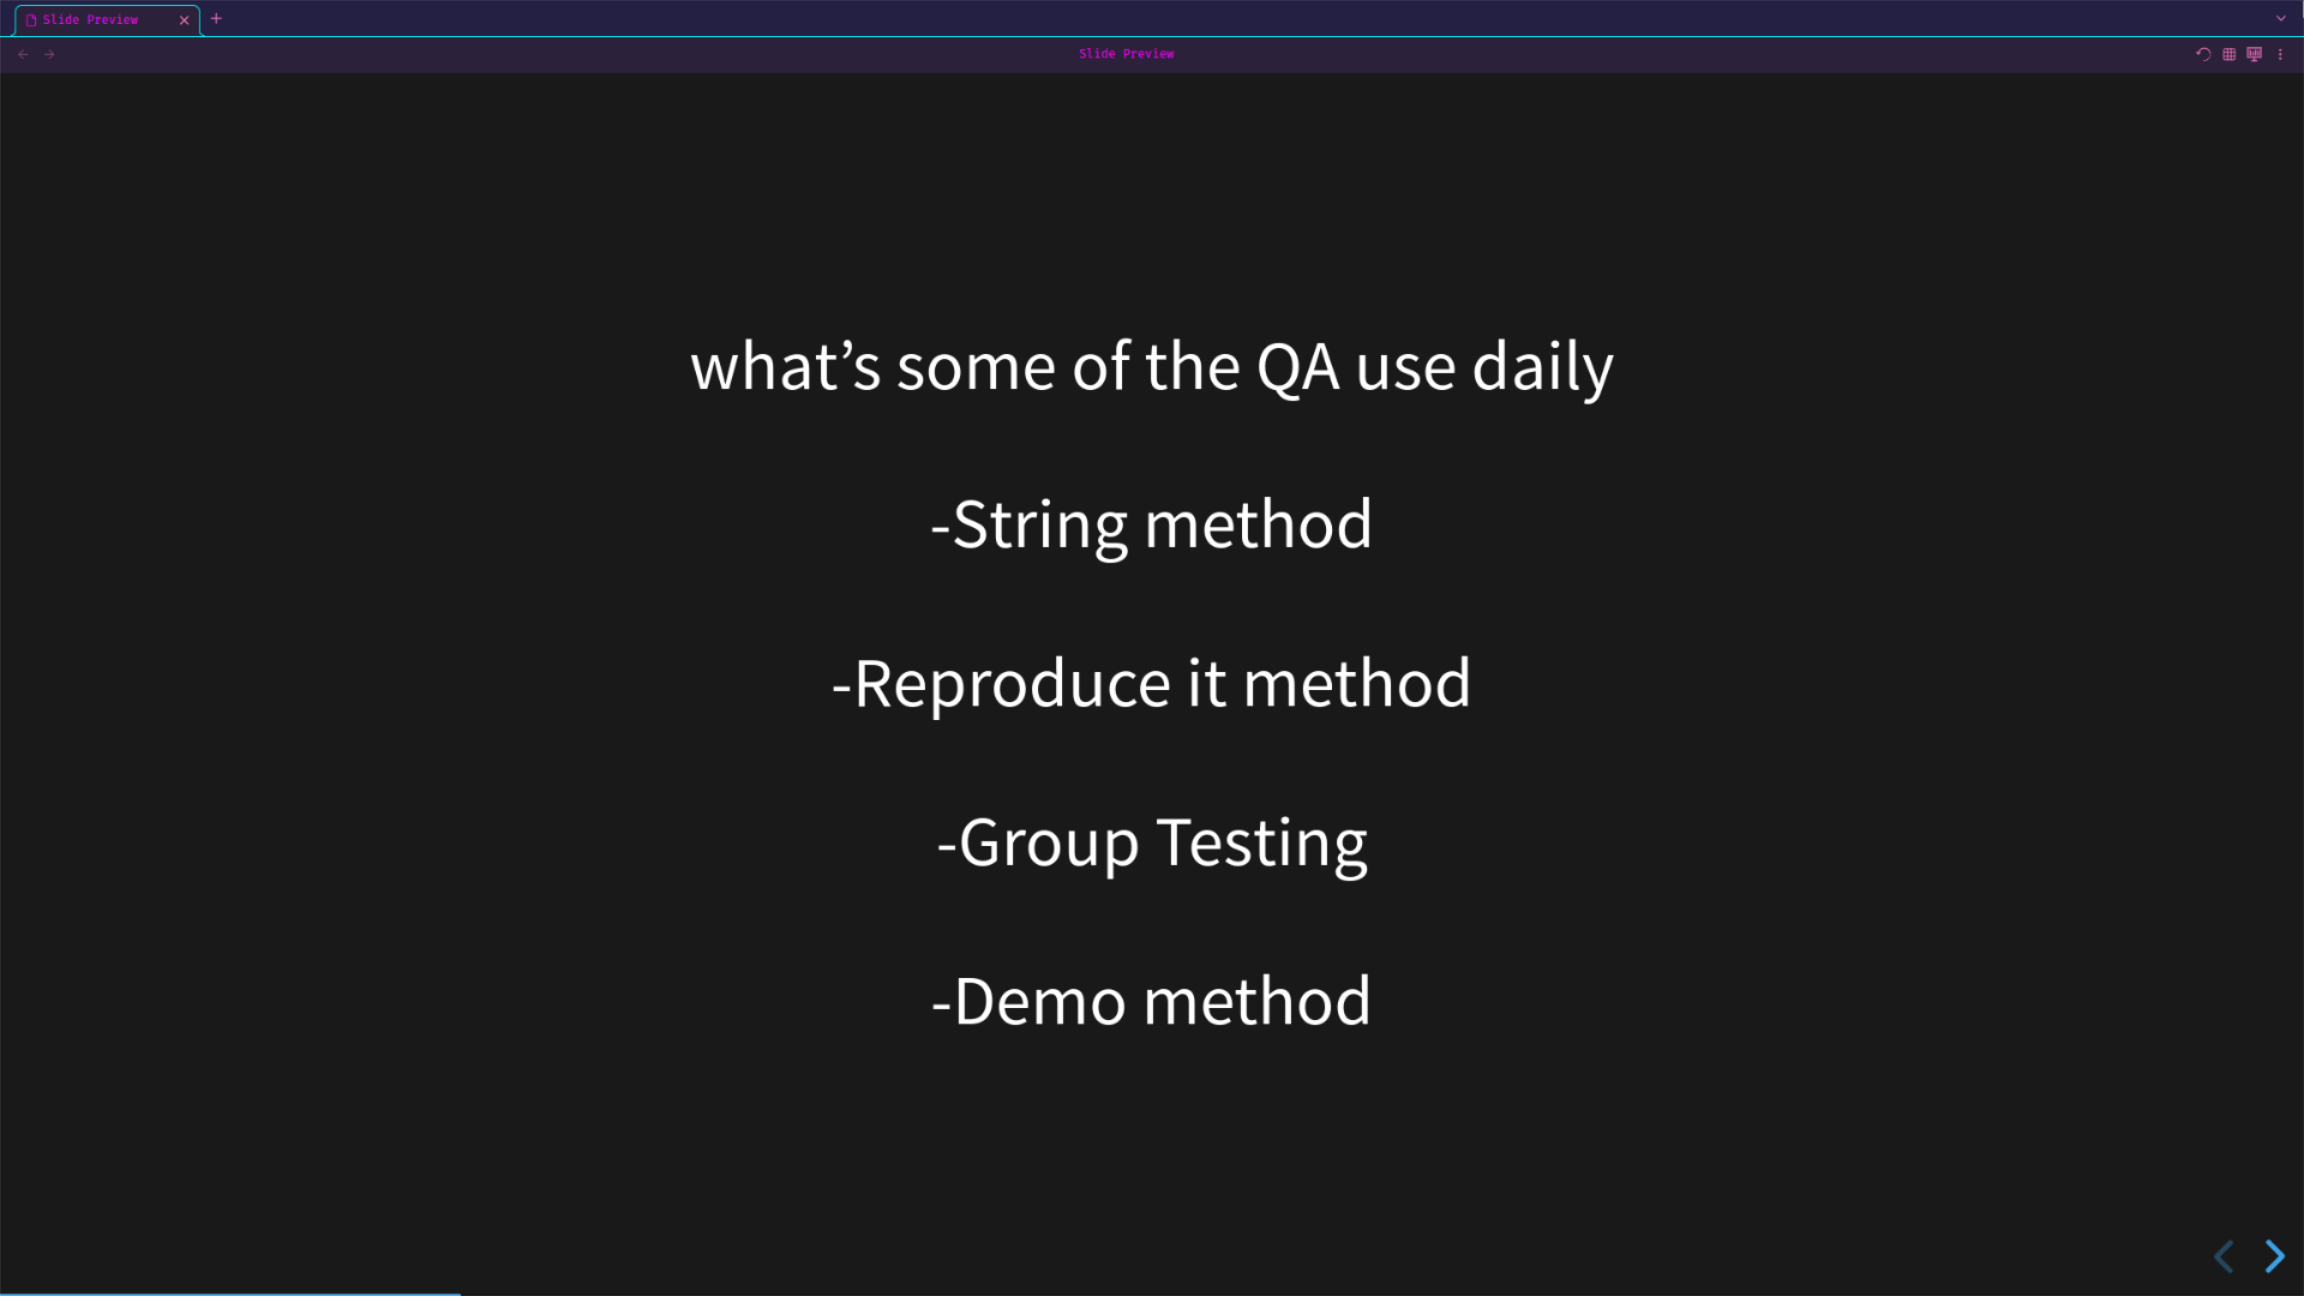 Slide Preview
Slide Preview
what’s some of the QA use daily
-String method
-Reproduce it method
-Group Testing
-Demo method